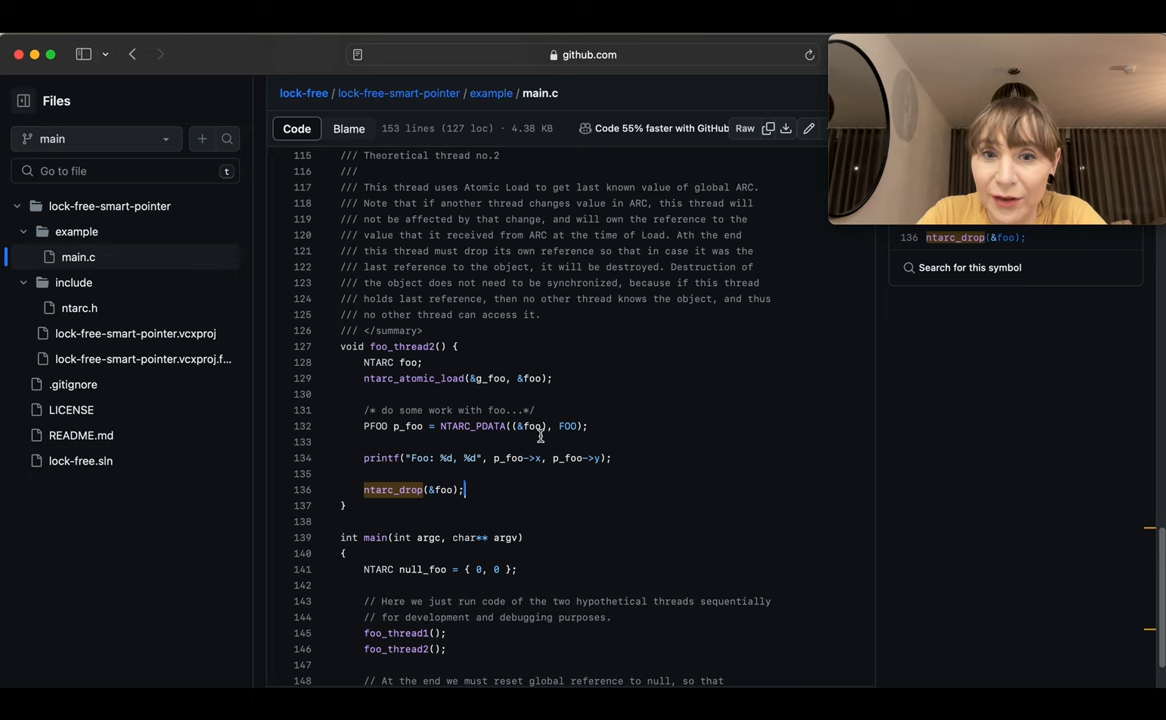 github.com
Files
main
Go to file
t
lock-free-smart-pointer
example
main.c
include
ntarc.h
lock-free-smart-pointer.vcxproj
lock-free-smart-pointer.vcxproj.f...
.gitignore
LICENSE
README.md
lock-free.sln
lock-free / lock-free-smart-pointer / example / main.c
Code Blame 153 lines (127 loc) · 4.38 KB Code 55% faster with GitHub Raw
115 /// Theoretical thread no.2
116 ///
117 /// This thread uses Atomic Load to get last known value of global ARC.
118 /// Note that if another thread changes value in ARC, this thread will
119 /// not be affected by that change, and will own the reference to the
120 /// value that it received from ARC at the time of Load. Ath the end
121 /// this thread must drop its own reference so that in case it was the
122 /// last reference to the object, it will be destroyed. Destruction of
123 /// the object does not need to be synchronized, because if this thread
124 /// holds last reference, then no other thread knows the object, and thus
125 /// no other thread can access it.
126 /// </summary>
127 void foo_thread2() {
128 NTARC foo;
129 ntarc_atomic_load(&g_foo, &foo);
130
131 /* do some work with foo...*/
132 PFOO p_foo = NTARC_PDATA((&foo), FOO);
133
134 printf("Foo: %d, %d", p_foo->x, p_foo->y);
135
136 ntarc_drop(&foo);
137 }
138
139 int main(int argc, char** argv)
140 {
141 NTARC null_foo = { 0, 0 };
142
143 // Here we just run code of the two hypothetical threads sequentially
144 // for development and debugging purposes.
145 foo_thread1();
146 foo_thread2();
147
148 // At the end we must reset global reference to null, so that
136 ntarc_drop(&foo);
Search for this symbol